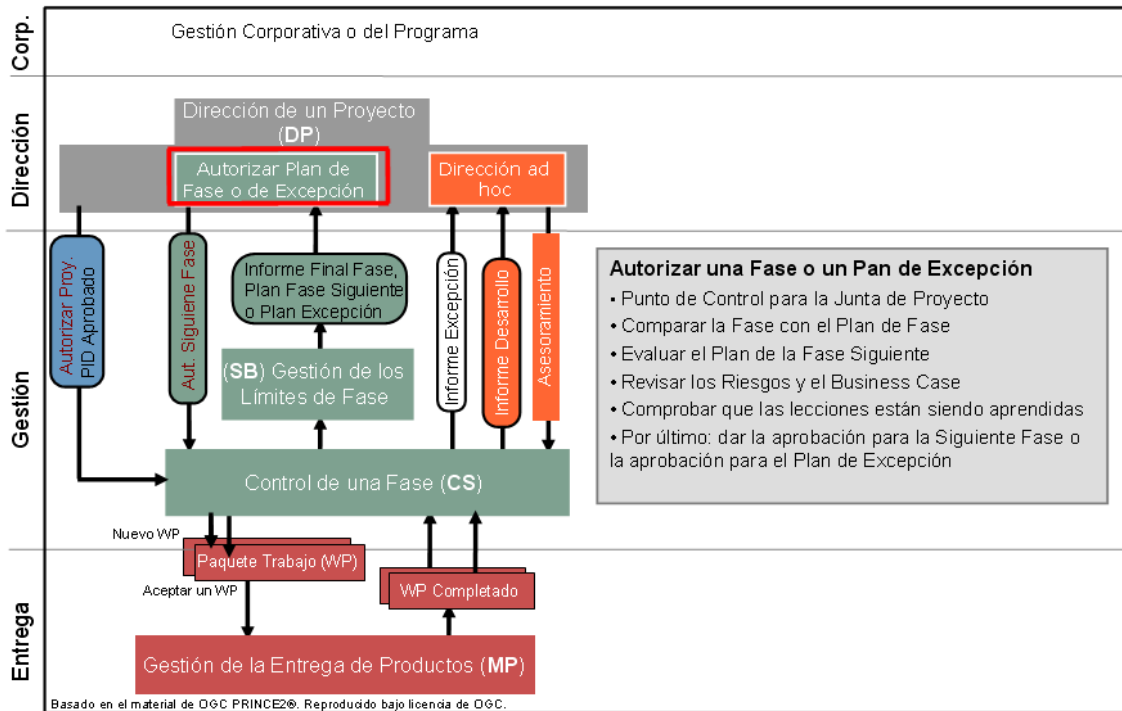 Corp.
Gestión Corporativa o del Programa
Dirección
Dirección de un Proyecto
(DP)
Autorizar Plan de
Fase o de Excepción
Dirección ad
hoc
Gestión
Autorizar Proy.
PID Aprobado
Aut. Siguiene Fase
Informe Final Fase,
Plan Fase Siguiente
o Plan Excepción
Informe Excepción
Informe Desarrollo
Asesoramiento
(SB) Gestión de los
Límites de Fase
Control de una Fase (CS)
Autorizar una Fase o un Pan de Excepción
• Punto de Control para la Junta de Proyecto
• Comparar la Fase con el Plan de Fase
• Evaluar el Plan de la Fase Siguiente
• Revisar los Riesgos y el Business Case
• Comprobar que las lecciones están siendo aprendidas
• Por último: dar la aprobación para la Siguiente Fase o
la aprobación para el Plan de Excepción
Entrega
Nuevo WP
Paquete Trabajo (WP)
Aceptar un WP
WP Completado
Gestión de la Entrega de Productos (MP)
Basado en el material de OGC PRINCE2®. Reproducido bajo licencia de OGC.